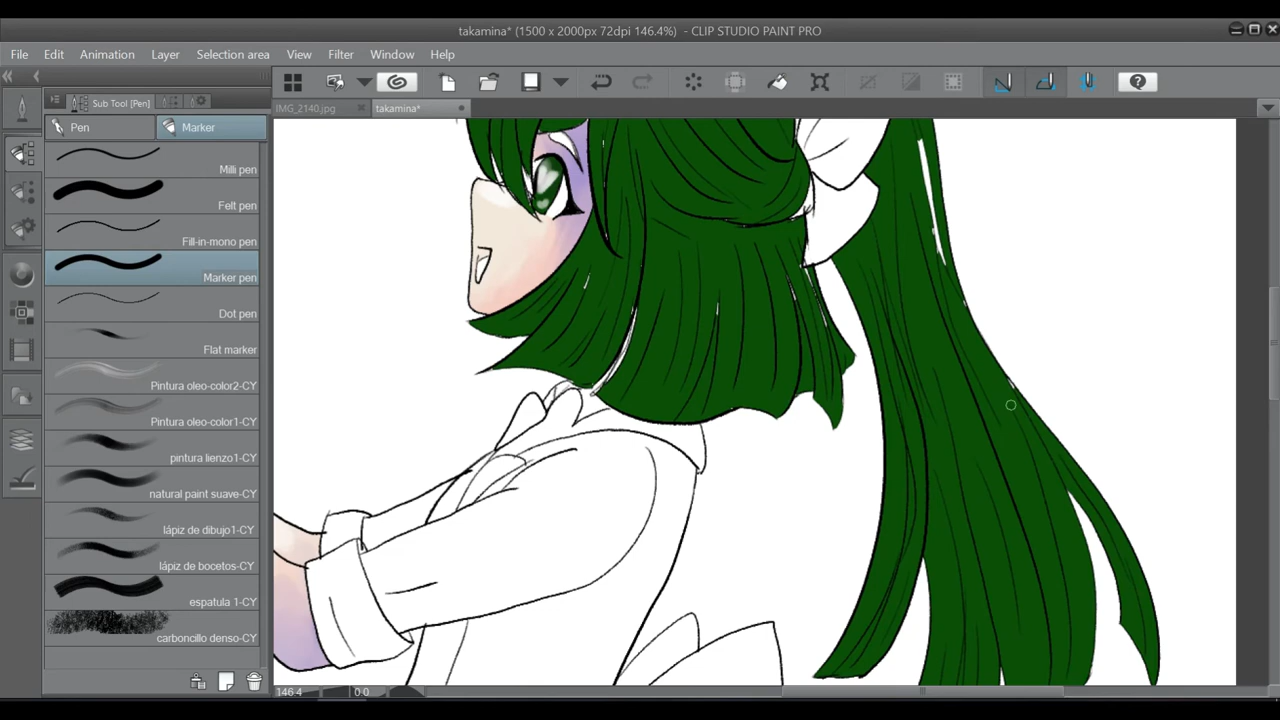 takamina* (1500 x 2000px 72dpi 146.4%) - CLIP STUDIO PAINT PRO
File Edit Animation Layer Selection area View Filter Window Help
Sub Tool [Pen]
IMG_2140.jpg takamina*
Pen Marker
Milli pen
Felt pen
Fill-in-mono pen
Marker pen
Dot pen
Flat marker
Pintura oleo-color2-CY
Pintura oleo-color1-CY
pintura lienzo1-CY
natural paint suave-CY
lápiz de dibujo1-CY
lápiz de bocetos-CY
espatula 1-CY
carboncillo denso-CY
146.4 0.0